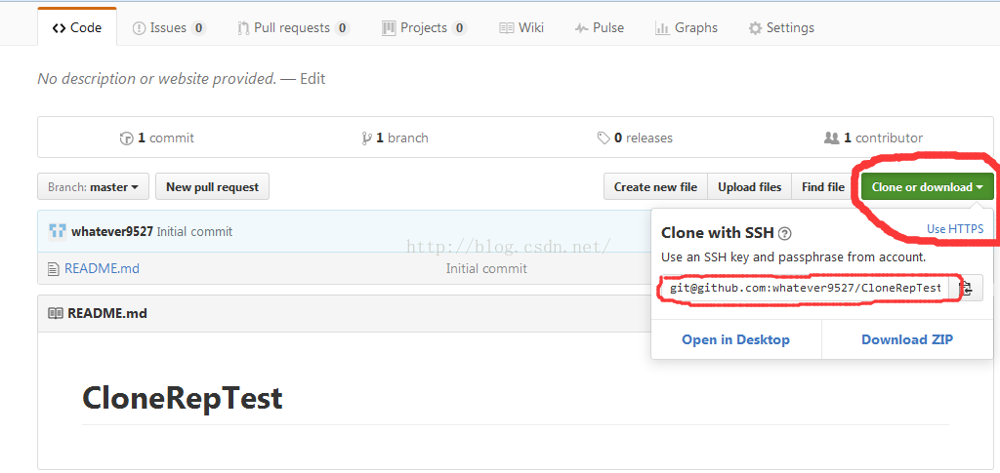 Code Issues 0 Pull requests 0 Projects 0 Wiki Pulse Graphs Settings
No description or website provided. — Edit
1 commit 1 branch 0 releases 1 contributor
Branch: master New pull request Create new file Upload files Find file Clone or download
whatever9527 Initial commit
README.md Initial commit
http://blog.csdn.net/
Clone with SSH ? Use HTTPS
Use an SSH key and passphrase from account.
git@github.com:whatever9527/CloneRepTest
Open in Desktop Download ZIP
README.md
CloneRepTest